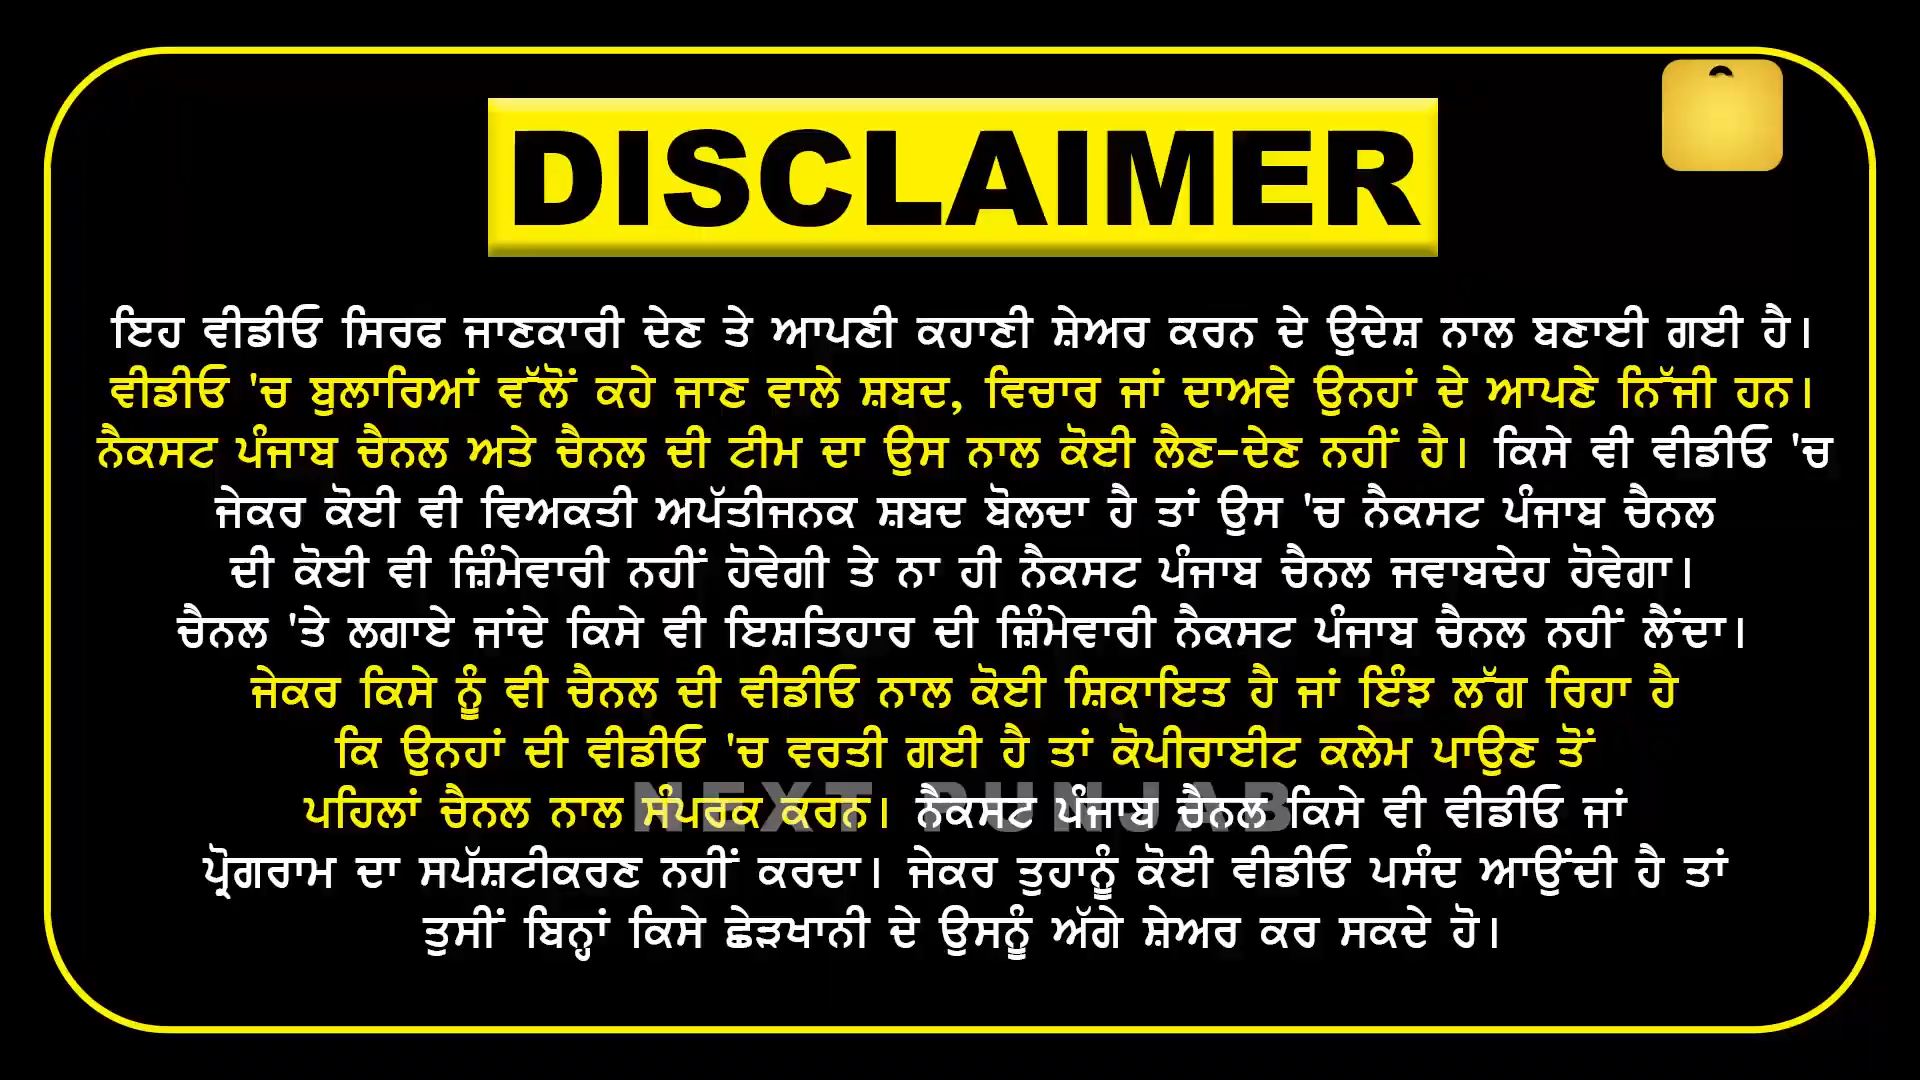 DISCLAIMER
ਇਹ ਵੀਡੀਓ ਸਿਰਫ ਜਾਣਕਾਰੀ ਦੇਣ ਤੇ ਆਪਣੀ ਕਹਾਣੀ ਸ਼ੇਅਰ ਕਰਨ ਦੇ ਉਦੇਸ਼ ਨਾਲ ਬਣਾਈ ਗਈ ਹੈ।
ਵੀਡੀਓ 'ਚ ਬੁਲਾਰਿਆਂ ਵੱਲੋਂ ਕਹੇ ਜਾਣ ਵਾਲੇ ਸ਼ਬਦ, ਵਿਚਾਰ ਜਾਂ ਦਾਅਵੇ ਉਨਹਾਂ ਦੇ ਆਪਣੇ ਨਿੱਜੀ ਹਨ।
ਨੈਕਸਟ ਪੰਜਾਬ ਚੈਨਲ ਅਤੇ ਚੈਨਲ ਦੀ ਟੀਮ ਦਾ ਉਸ ਨਾਲ ਕੋਈ ਲੈਣ-ਦੇਣ ਨਹੀਂ ਹੈ। ਕਿਸੇ ਵੀ ਵੀਡੀਓ 'ਚ
ਜੇਕਰ ਕੋਈ ਵੀ ਵਿਅਕਤੀ ਅਪੱਤੀਜਨਕ ਸ਼ਬਦ ਬੋਲਦਾ ਹੈ ਤਾਂ ਉਸ 'ਚ ਨੈਕਸਟ ਪੰਜਾਬ ਚੈਨਲ
ਦੀ ਕੋਈ ਵੀ ਜ਼ਿੰਮੇਵਾਰੀ ਨਹੀਂ ਹੋਵੇਗੀ ਤੇ ਨਾ ਹੀ ਨੈਕਸਟ ਪੰਜਾਬ ਚੈਨਲ ਜਵਾਬਦੇਹ ਹੋਵੇਗਾ।
ਚੈਨਲ 'ਤੇ ਲਗਾਏ ਜਾਂਦੇ ਕਿਸੇ ਵੀ ਇਸ਼ਤਿਹਾਰ ਦੀ ਜ਼ਿੰਮੇਵਾਰੀ ਨੈਕਸਟ ਪੰਜਾਬ ਚੈਨਲ ਨਹੀਂ ਲੈਂਦਾ।
ਜੇਕਰ ਕਿਸੇ ਨੂੰ ਵੀ ਚੈਨਲ ਦੀ ਵੀਡੀਓ ਨਾਲ ਕੋਈ ਸ਼ਿਕਾਇਤ ਹੈ ਜਾਂ ਇੰਝ ਲੱਗ ਰਿਹਾ ਹੈ
ਕਿ ਉਨਹਾਂ ਦੀ ਵੀਡੀਓ 'ਚ ਵਰਤੀ ਗਈ ਹੈ ਤਾਂ ਕੋਪੀਰਾਈਟ ਕਲੇਮ ਪਾਉਣ ਤੋਂ
ਪਹਿਲਾਂ ਚੈਨਲ ਨਾਲ ਸੰਪਰਕ ਕਰਨ। ਨੈਕਸਟ ਪੰਜਾਬ ਚੈਨਲ ਕਿਸੇ ਵੀ ਵੀਡੀਓ ਜਾਂ
NEXT PUNJAB
ਪ੍ਰੋਗਰਾਮ ਦਾ ਸਪੱਸ਼ਟੀਕਰਣ ਨਹੀਂ ਕਰਦਾ। ਜੇਕਰ ਤੁਹਾਨੂੰ ਕੋਈ ਵੀਡੀਓ ਪਸੰਦ ਆਉਂਦੀ ਹੈ ਤਾਂ
ਤੁਸੀਂ ਬਿਨ੍ਹਾਂ ਕਿਸੇ ਛੇੜਖਾਨੀ ਦੇ ਉਸਨੂੰ ਅੱਗੇ ਸ਼ੇਅਰ ਕਰ ਸਕਦੇ ਹੋ।